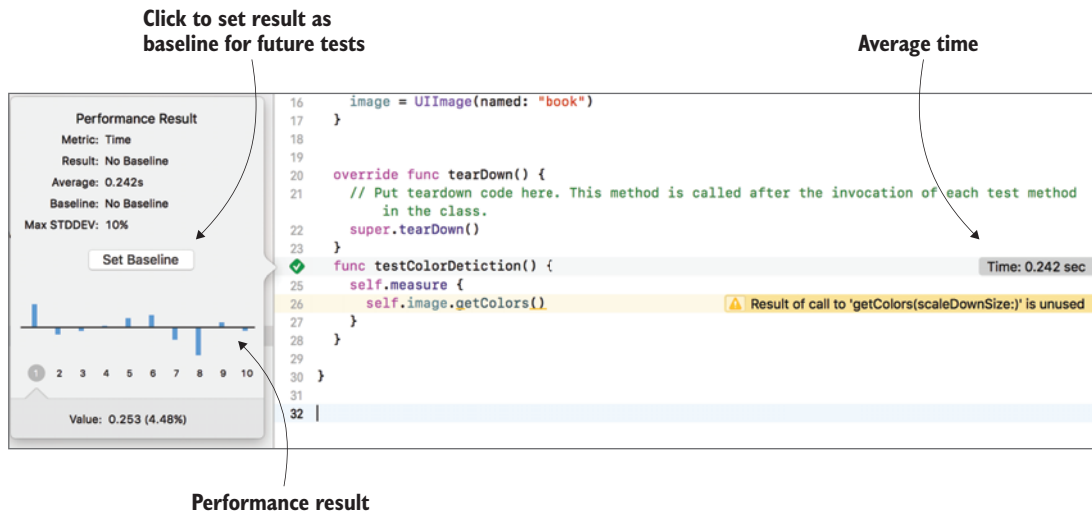 Click to set result as
baseline for future tests
Average time
Performance Result
Metric: Time
Result: No Baseline
Average: 0.242s
Baseline: No Baseline
Max STDDEV: 10%
Set Baseline
1 2 3 4 5 6 7 8 9 10
Value: 0.253 (4.48%)
16 image = UIImage(named: "book")
17 }
18
19
20 override func tearDown() {
21 // Put teardown code here. This method is called after the invocation of each test method
in the class.
22 super.tearDown()
23 }
func testColorDetiction() { Time: 0.242 sec
25 self.measure {
26 self.image.getColors() Result of call to 'getColors(scaleDownSize:)' is unused
27 }
28 }
29
30 }
31
32
Performance result